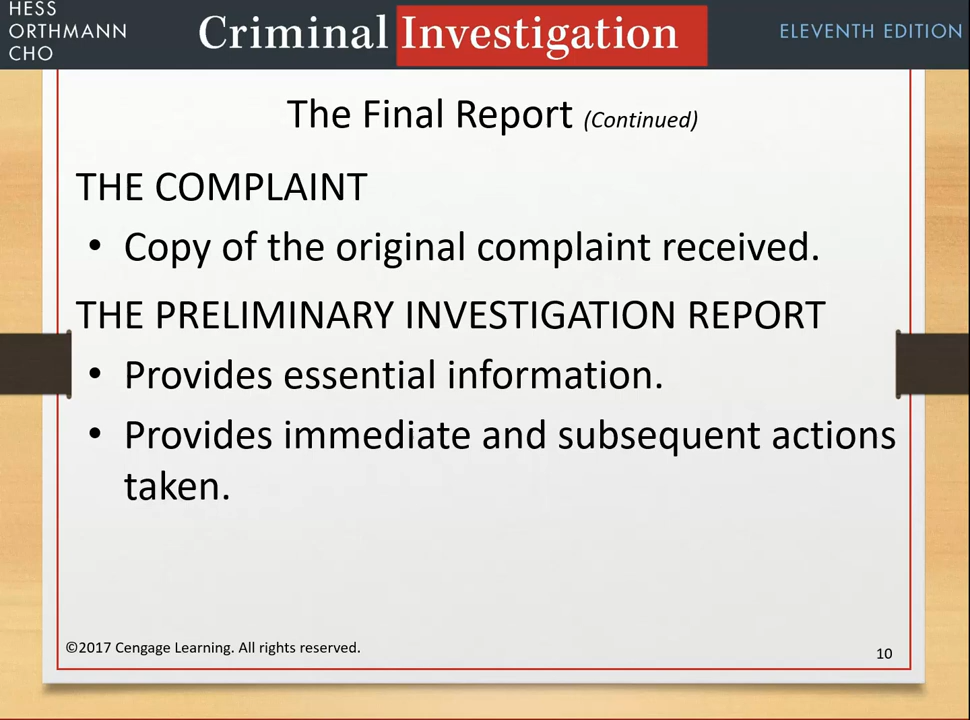 HESS
ORTHMANN
CHO
Criminal Investigation
ELEVENTH EDITION
The Final Report (Continued)
THE COMPLAINT
• Copy of the original complaint received.
THE PRELIMINARY INVESTIGATION REPORT
• Provides essential information.
• Provides immediate and subsequent actions
taken.
©2017 Cengage Learning. All rights reserved.
10